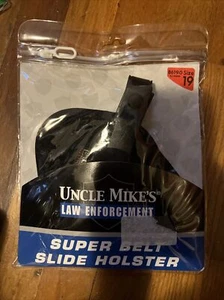 19
UNCLE MIKE'S
LAW ENFORCEMENT
SUPER BELT
SLIDE HOLSTER